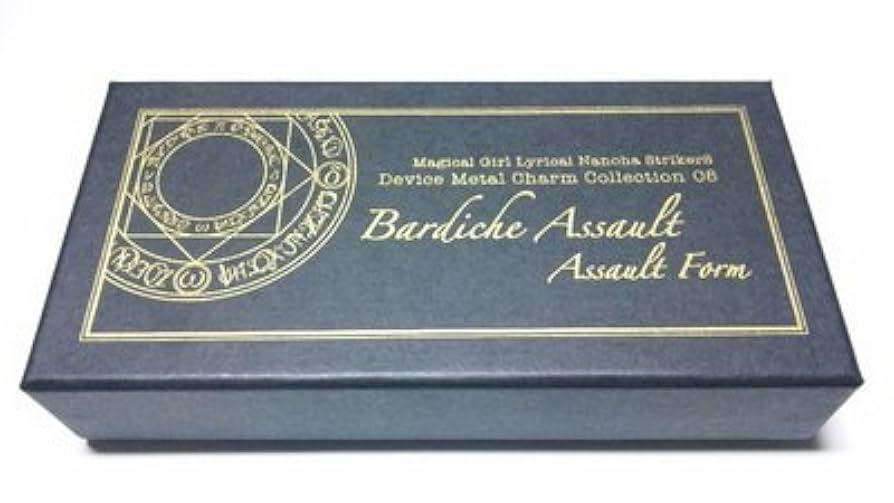 Magical Girl Lyrical Nanoha StrikerS
Device Metal Charm Collection 08
Bardiche Assault
Assault Form